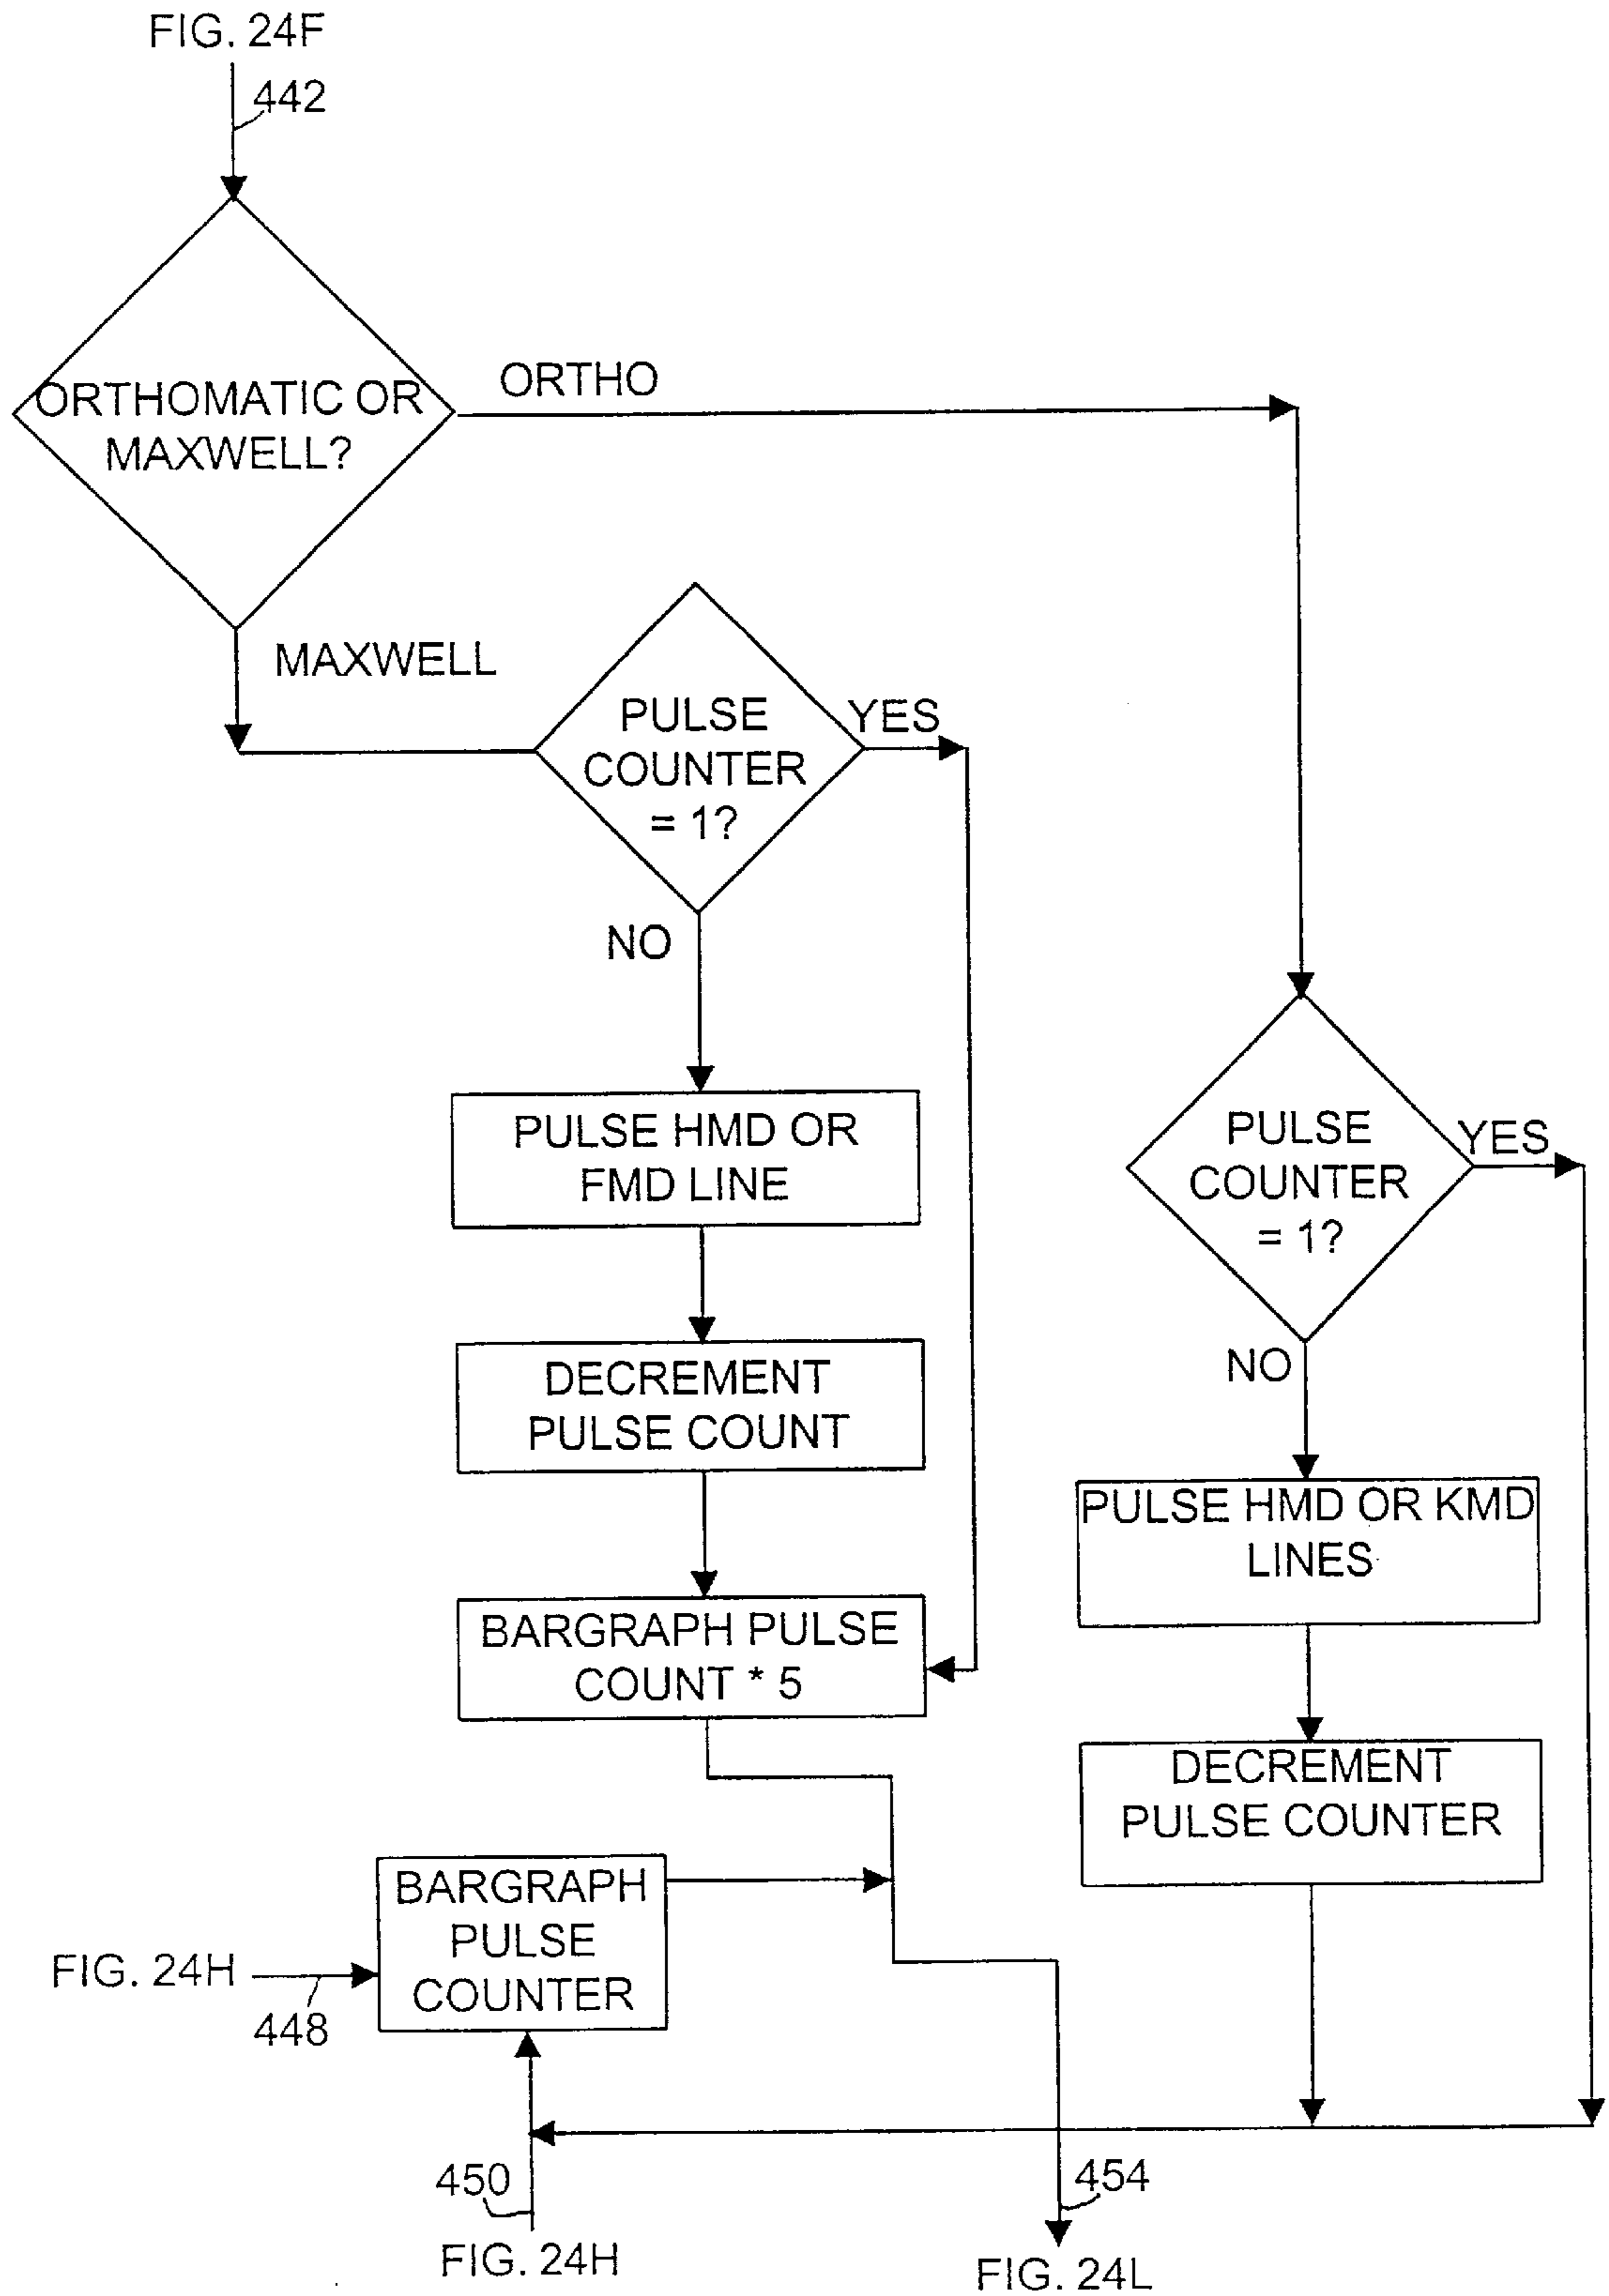 FIG. 24F
442
ORTHOMATIC OR
MAXWELL?
ORTHO
MAXWELL
PULSE
COUNTER
= 1?
YES
NO
PULSE HMD OR
FMD LINE
DECREMENT
PULSE COUNT
BARGRAPH PULSE
COUNT * 5
PULSE
COUNTER
= 1?
YES
NO
PULSE HMD OR KMD
LINES
DECREMENT
PULSE COUNTER
BARGRAPH
PULSE
COUNTER
FIG. 24H
448
450
FIG. 24H
454
FIG. 24L